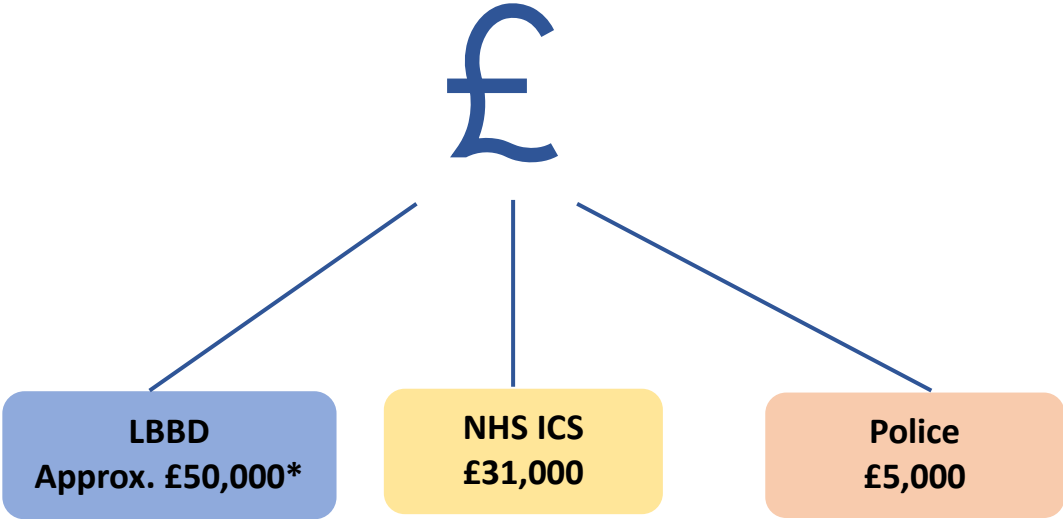 £
LBBD
Approx. £50,000*
NHS ICS
£31,000
Police
£5,000